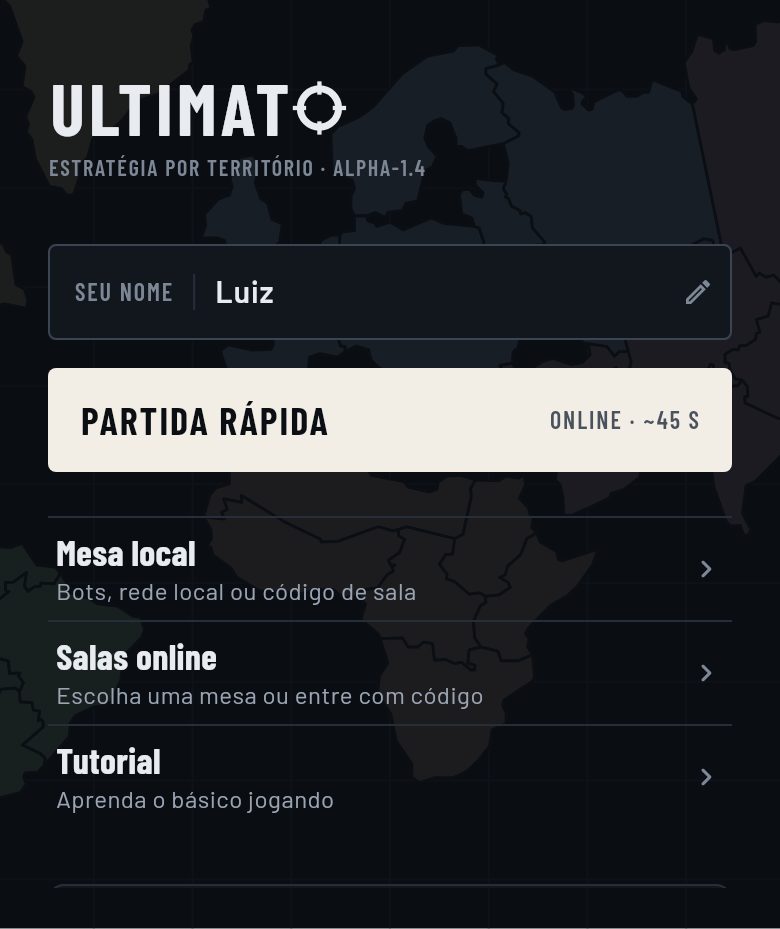 ULTIMATO
ESTRATÉGIA POR TERRITÓRIO · ALPHA-1.4
SEU NOME Luiz
PARTIDA RÁPIDA ONLINE · ~45 S
Mesa local
Bots, rede local ou código de sala
Salas online
Escolha uma mesa ou entre com código
Tutorial
Aprenda o básico jogando